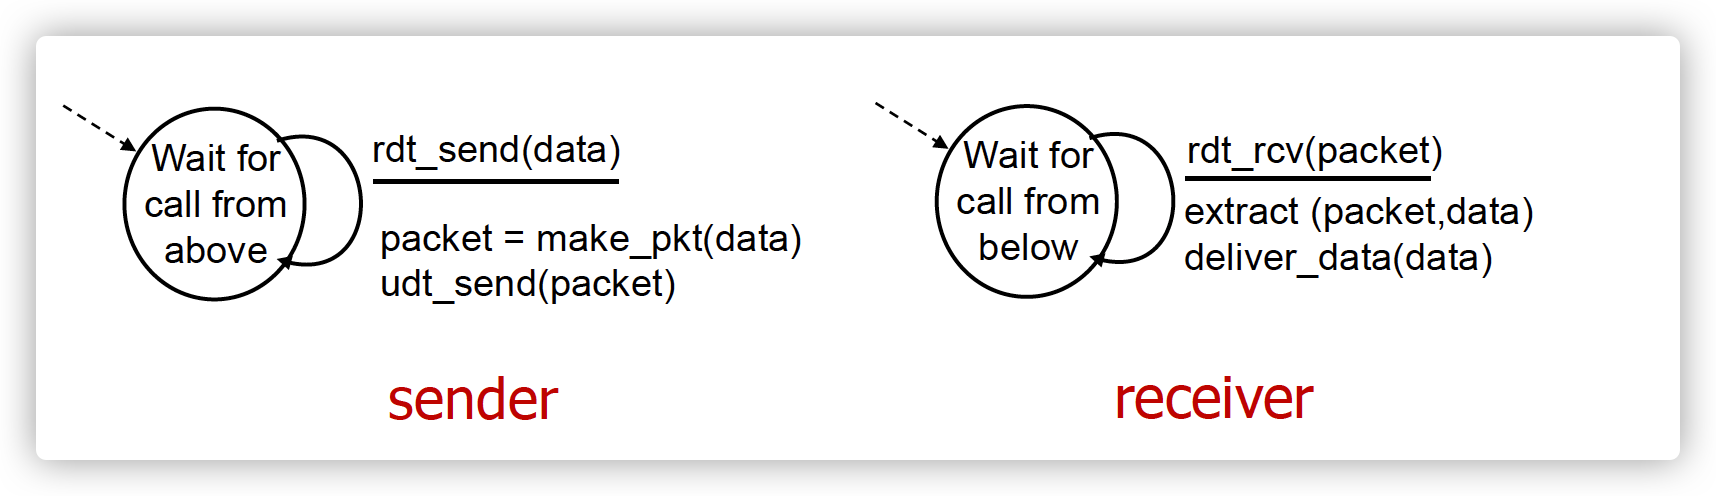 Wait for
call from
above
rdt_send(data)
packet = make_pkt(data)
udt_send(packet)
sender
Wait for
call from
below
rdt_rcv(packet)
extract (packet,data)
deliver_data(data)
receiver